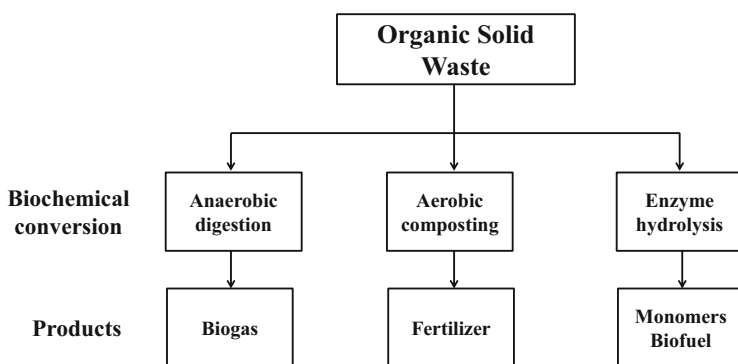 Organic Solid
Waste
Biochemical
conversion
Anaerobic
digestion
Aerobic
composting
Enzyme
hydrolysis
Products
Biogas
Fertilizer
Monomers
Biofuel